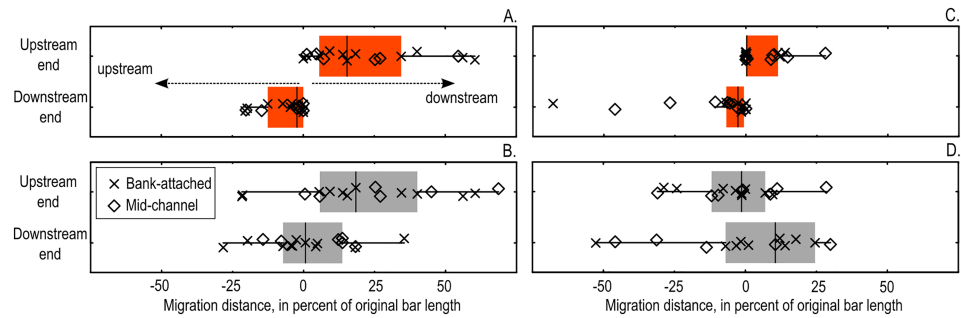 A.
C.
Upstream
end
upstream
downstream
Downstream
end
B.
D.
Upstream
end
Bank-attached
Mid-channel
Downstream
end
-50 -25 0 25 50
-50 -25 0 25 50
Migration distance, in percent of original bar length
Migration distance, in percent of original bar length